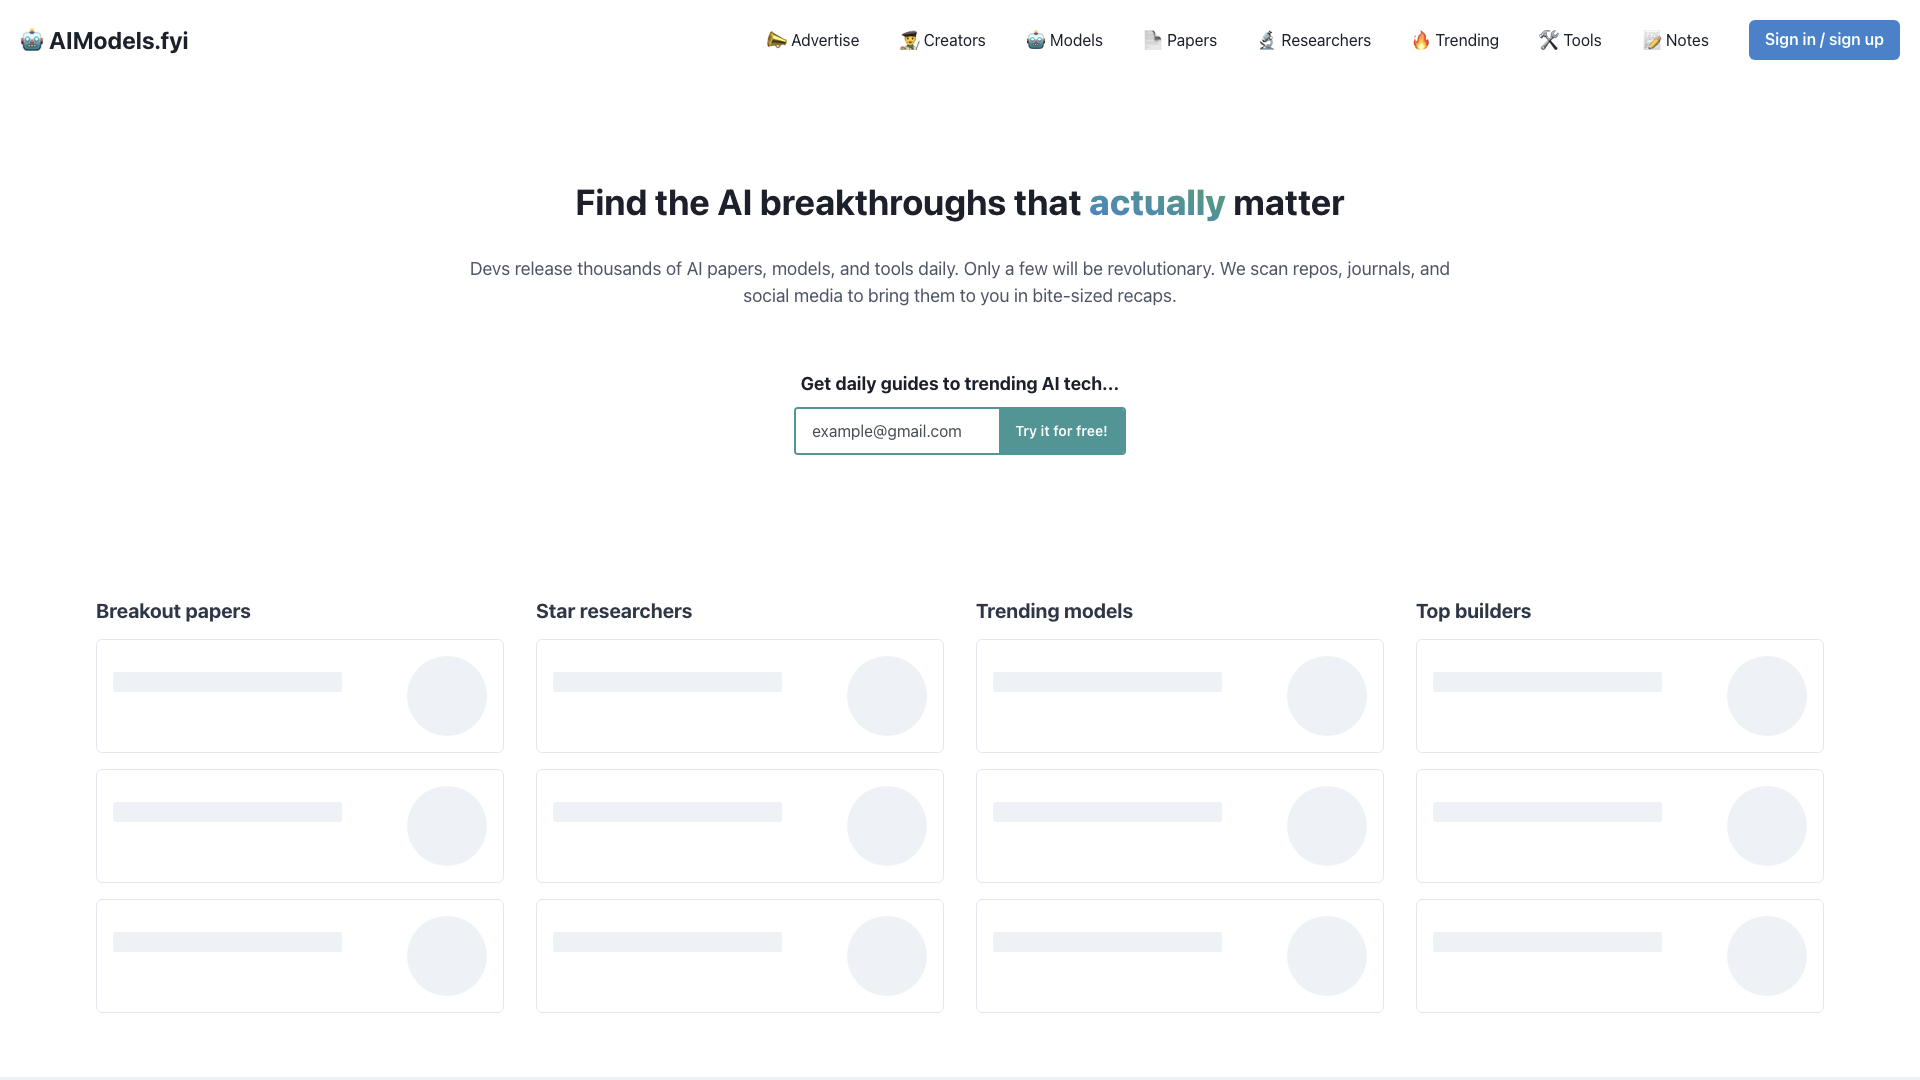 AIModels.fyi
Advertise
Creators
Models
Papers
Researchers
Trending
Tools
Notes
Sign in / sign up
Find the AI breakthroughs that actually matter
Devs release thousands of AI papers, models, and tools daily. Only a few will be revolutionary. We scan repos, journals, and
social media to bring them to you in bite-sized recaps.
Get daily guides to trending AI tech...
example@gmail.com
Try it for free!
Breakout papers
Star researchers
Trending models
Top builders